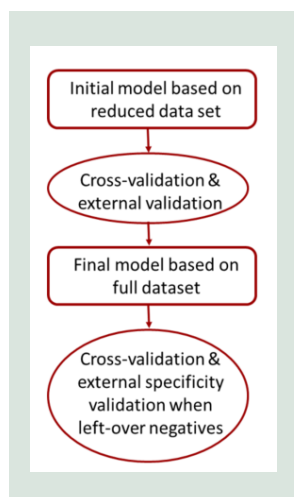 Initial model based on
reduced data set
Cross-validation &
external validation
Final model based on
full dataset
Cross-validation &
external specificity
validation when
left-over negatives